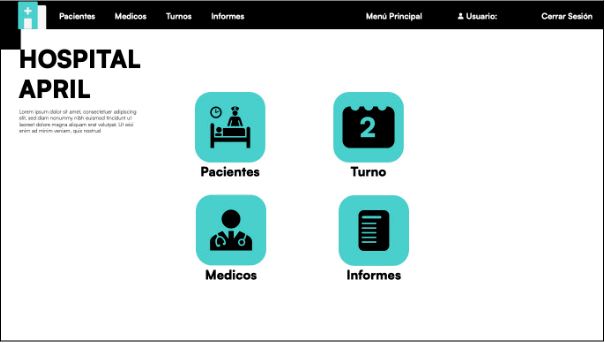 Pacientes Medicos Turnos Informes Menú Principal Usuario: Cerrar Sesión
HOSPITAL
APRIL
Lorem ipsum dolor sit amet, consectetuer adipiscing
elit, sed diam nonummy nibh euismod tincidunt ut
laoreet dolore magna aliquam erat volutpat. Ut wisi
enim ad minim veniam, quis nostrud
2
Pacientes Turno
Medicos Informes